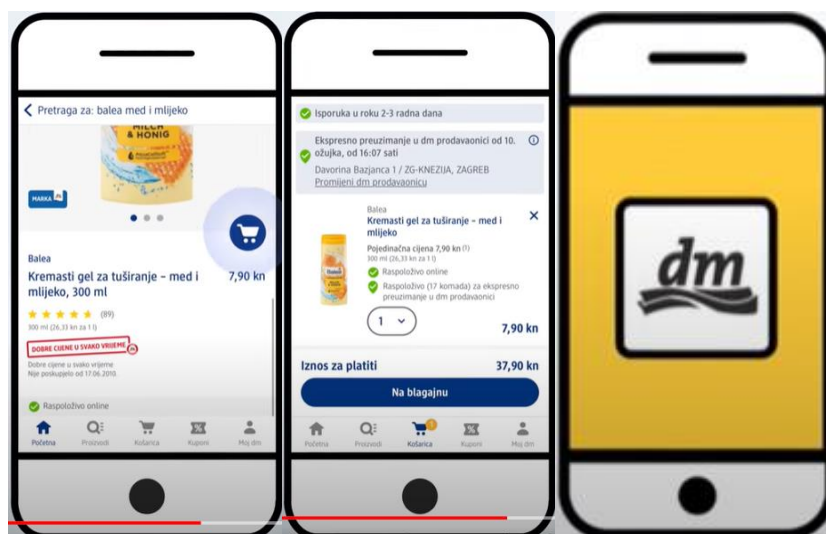 Pretraga za: balea med i mlijeko
MILCH
& HONIG
MARKA dm
Balea
Kremasti gel za tuširanje – med i
mlijeko, 300 ml
7,90 kn
(89)
300 ml (26,33 kn za 1 l)
DOBRE CIJENE U SVAKO VRIJEME
Dobre cijene u svako vrijeme
Nije poskupjelo od 17.06.2010.
Raspoloživo online
Početna
Proizvodi
Košarica
Kuponi
Moj dm
Isporuka u roku 2-3 radna dana
Ekspresno preuzimanje u dm prodavaonici od 10.
ožujka, od 16:07 sati
Davorina Bazjanca 1 / ZG-KNEZIJA, ZAGREB
Promijeni dm prodavaonicu
Balea
Kremasti gel za tuširanje – med i
mlijeko
Pojedinačna cijena 7,90 kn (1)
300 ml (26,33 kn za 1 l)
Raspoloživo online
Raspoloživo (17 komada) za ekspresno
preuzimanje u dm prodavaonici
1
7,90 kn
Iznos za platiti
37,90 kn
Na blagajnu
Početna
Proizvodi
Košarica
Kuponi
Moj dm
dm